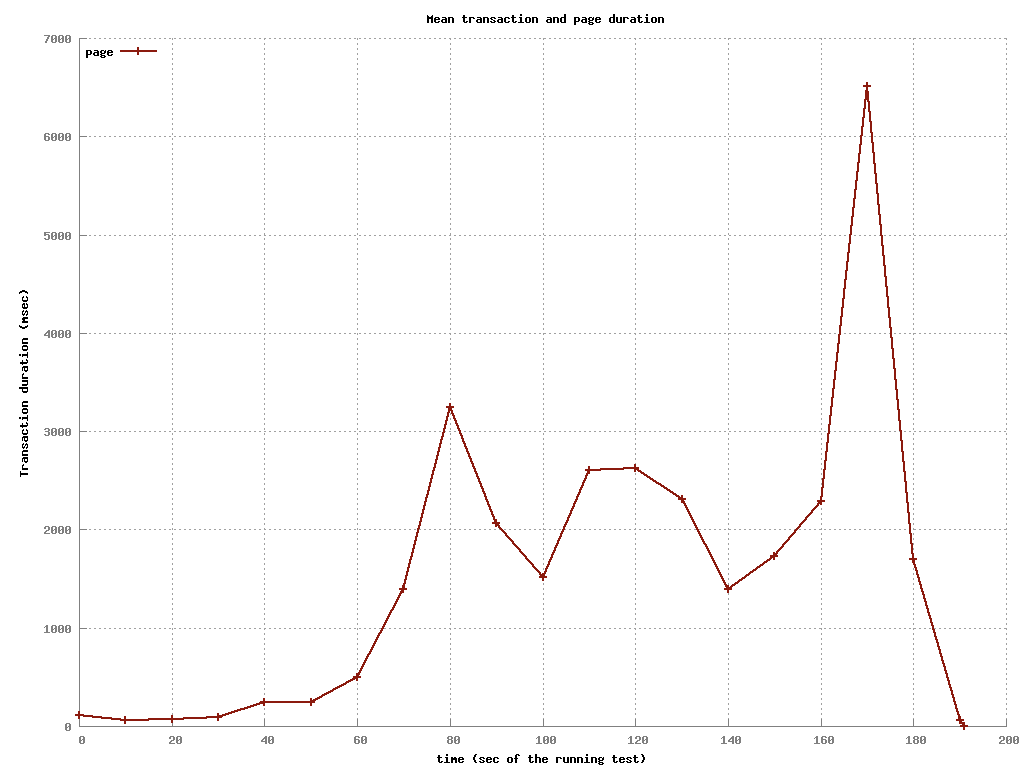 Mean transaction and page duration
page
7000
6000
5000
4000
3000
2000
1000
0
Transaction duration (msec)
0 20 40 60 80 100 120 140 160 180 200
time (sec of the running test)